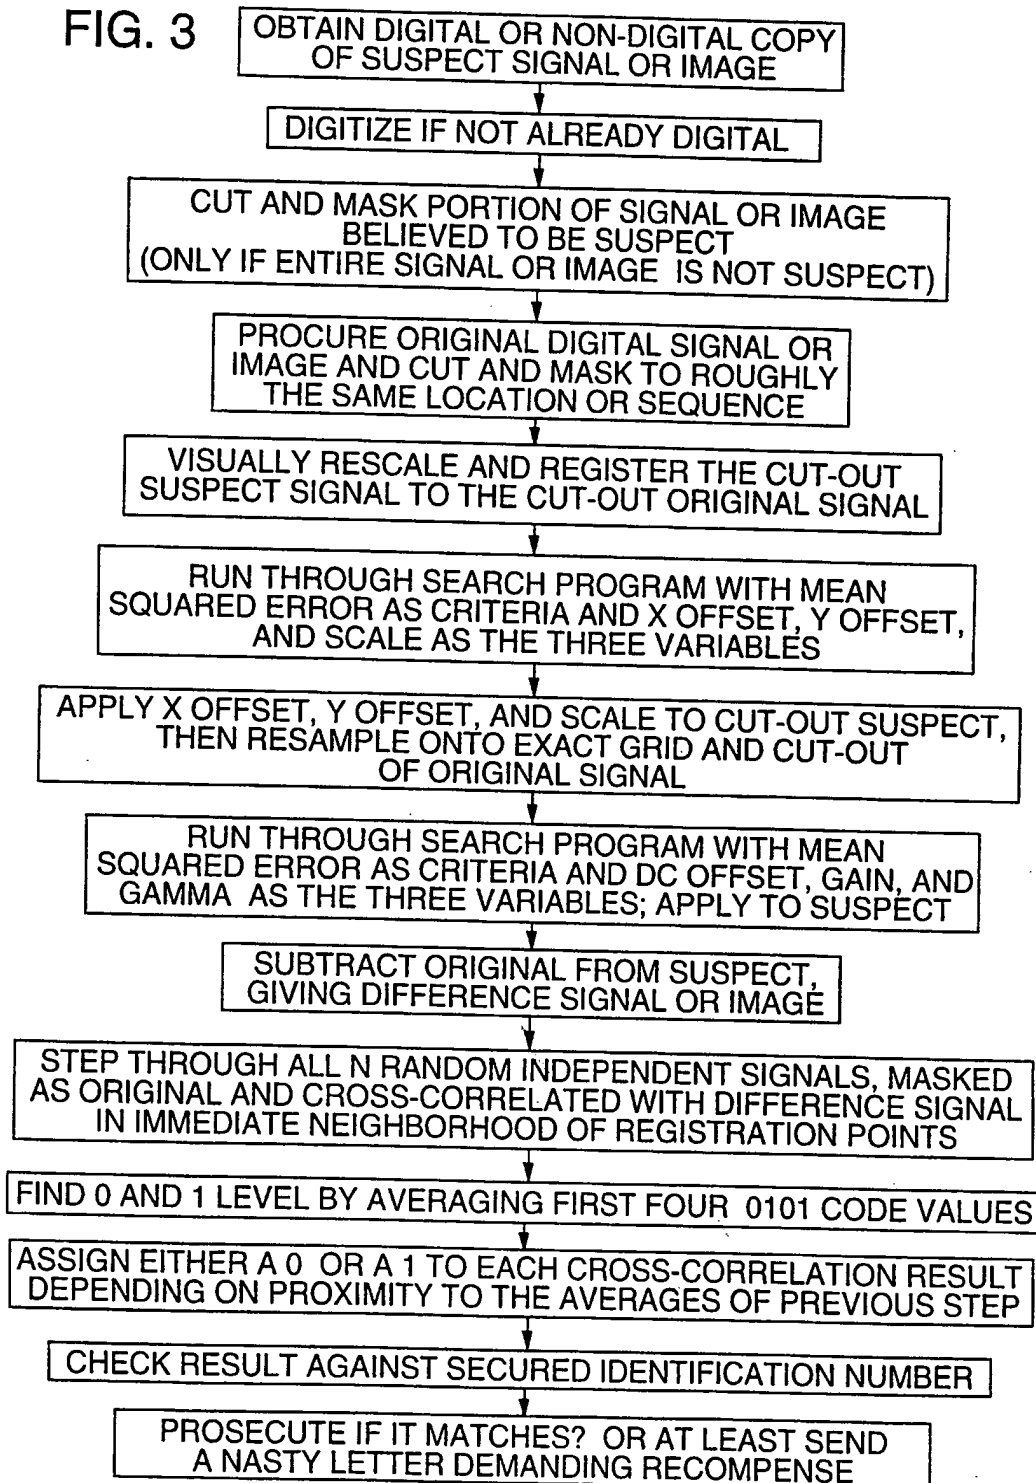 FIG. 3
OBTAIN DIGITAL OR NON-DIGITAL COPY
OF SUSPECT SIGNAL OR IMAGE
DIGITIZE IF NOT ALREADY DIGITAL
CUT AND MASK PORTION OF SIGNAL OR IMAGE
BELIEVED TO BE SUSPECT
(ONLY IF ENTIRE SIGNAL OR IMAGE IS NOT SUSPECT)
PROCURE ORIGINAL DIGITAL SIGNAL OR
IMAGE AND CUT AND MASK TO ROUGHLY
THE SAME LOCATION OR SEQUENCE
VISUALLY RESCALE AND REGISTER THE CUT-OUT
SUSPECT SIGNAL TO THE CUT-OUT ORIGINAL SIGNAL
RUN THROUGH SEARCH PROGRAM WITH MEAN
SQUARED ERROR AS CRITERIA AND X OFFSET, Y OFFSET,
AND SCALE AS THE THREE VARIABLES
APPLY X OFFSET, Y OFFSET, AND SCALE TO CUT-OUT SUSPECT,
THEN RESAMPLE ONTO EXACT GRID AND CUT-OUT
OF ORIGINAL SIGNAL
RUN THROUGH SEARCH PROGRAM WITH MEAN
SQUARED ERROR AS CRITERIA AND DC OFFSET, GAIN, AND
GAMMA AS THE THREE VARIABLES; APPLY TO SUSPECT
SUBTRACT ORIGINAL FROM SUSPECT,
GIVING DIFFERENCE SIGNAL OR IMAGE
STEP THROUGH ALL N RANDOM INDEPENDENT SIGNALS, MASKED
AS ORIGINAL AND CROSS-CORRELATED WITH DIFFERENCE SIGNAL
IN IMMEDIATE NEIGHBORHOOD OF REGISTRATION POINTS
FIND 0 AND 1 LEVEL BY AVERAGING FIRST FOUR 0101 CODE VALUES
ASSIGN EITHER A 0 OR A 1 TO EACH CROSS-CORRELATION RESULT
DEPENDING ON PROXIMITY TO THE AVERAGES OF PREVIOUS STEP
CHECK RESULT AGAINST SECURED IDENTIFICATION NUMBER
PROSECUTE IF IT MATCHES? OR AT LEAST SEND
A NASTY LETTER DEMANDING RECOMPENSE